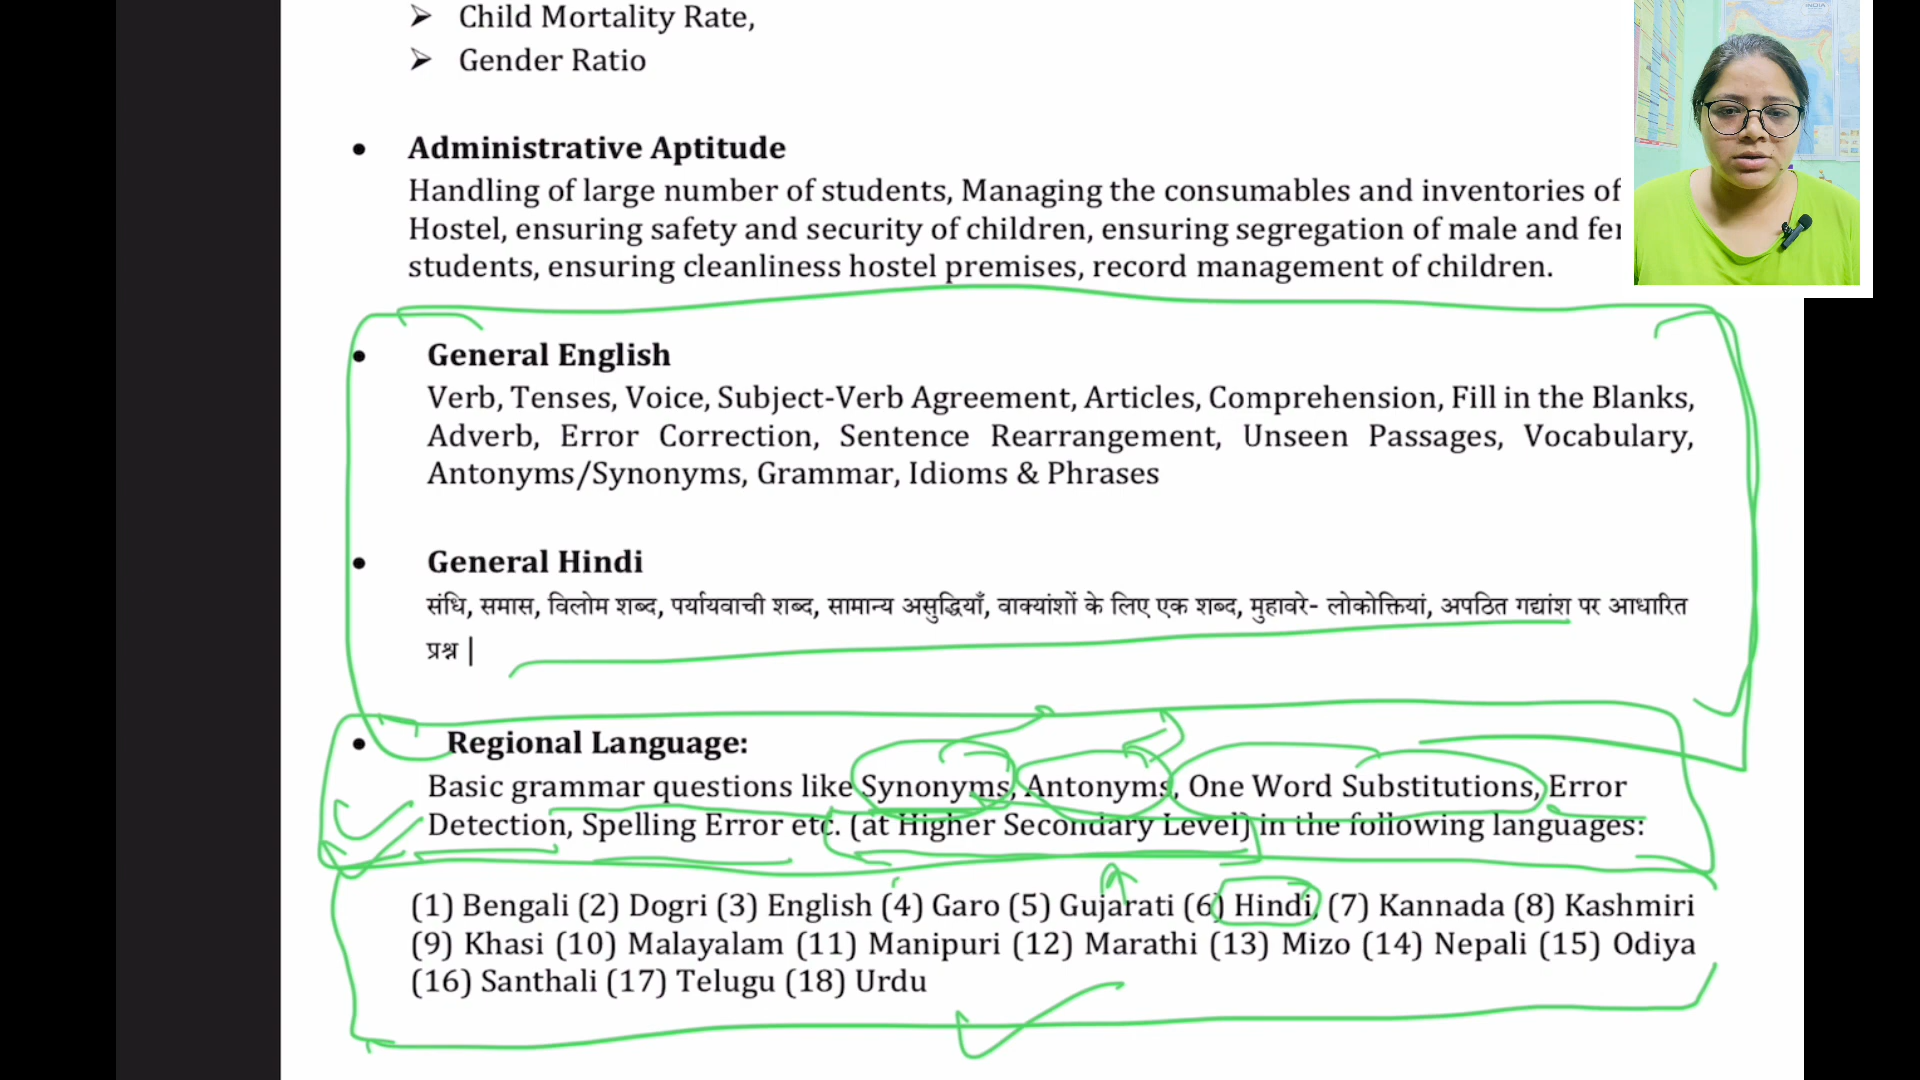 ➢ Child Mortality Rate,
➢ Gender Ratio
• Administrative Aptitude
Handling of large number of students, Managing the consumables and inventories of
Hostel, ensuring safety and security of children, ensuring segregation of male and
students, ensuring cleanliness hostel premises, record management of children.
• General English
Verb, Tenses, Voice, Subject-Verb Agreement, Articles, Comprehension, Fill in the Blanks,
Adverb, Error Correction, Sentence Rearrangement, Unseen Passages, Vocabulary,
Antonyms/Synonyms, Grammar, Idioms & Phrases
• General Hindi
संधि, समास, विलोम शब्द, पर्यायवाची शब्द, सामान्य असुद्धियाँ, वाक्यांशों के लिए एक शब्द, मुहावरे- लोकोक्तियां, अपठित गद्यांश पर आधारित
प्रश्न |
• Regional Language:
Basic grammar questions like Synonyms, Antonyms, One Word Substitutions, Error
Detection, Spelling Error etc. (at Higher Secondary Level) in the following languages:
(1) Bengali (2) Dogri (3) English (4) Garo (5) Gujarati (6) Hindi, (7) Kannada (8) Kashmiri
(9) Khasi (10) Malayalam (11) Manipuri (12) Marathi (13) Mizo (14) Nepali (15) Odiya
(16) Santhali (17) Telugu (18) Urdu